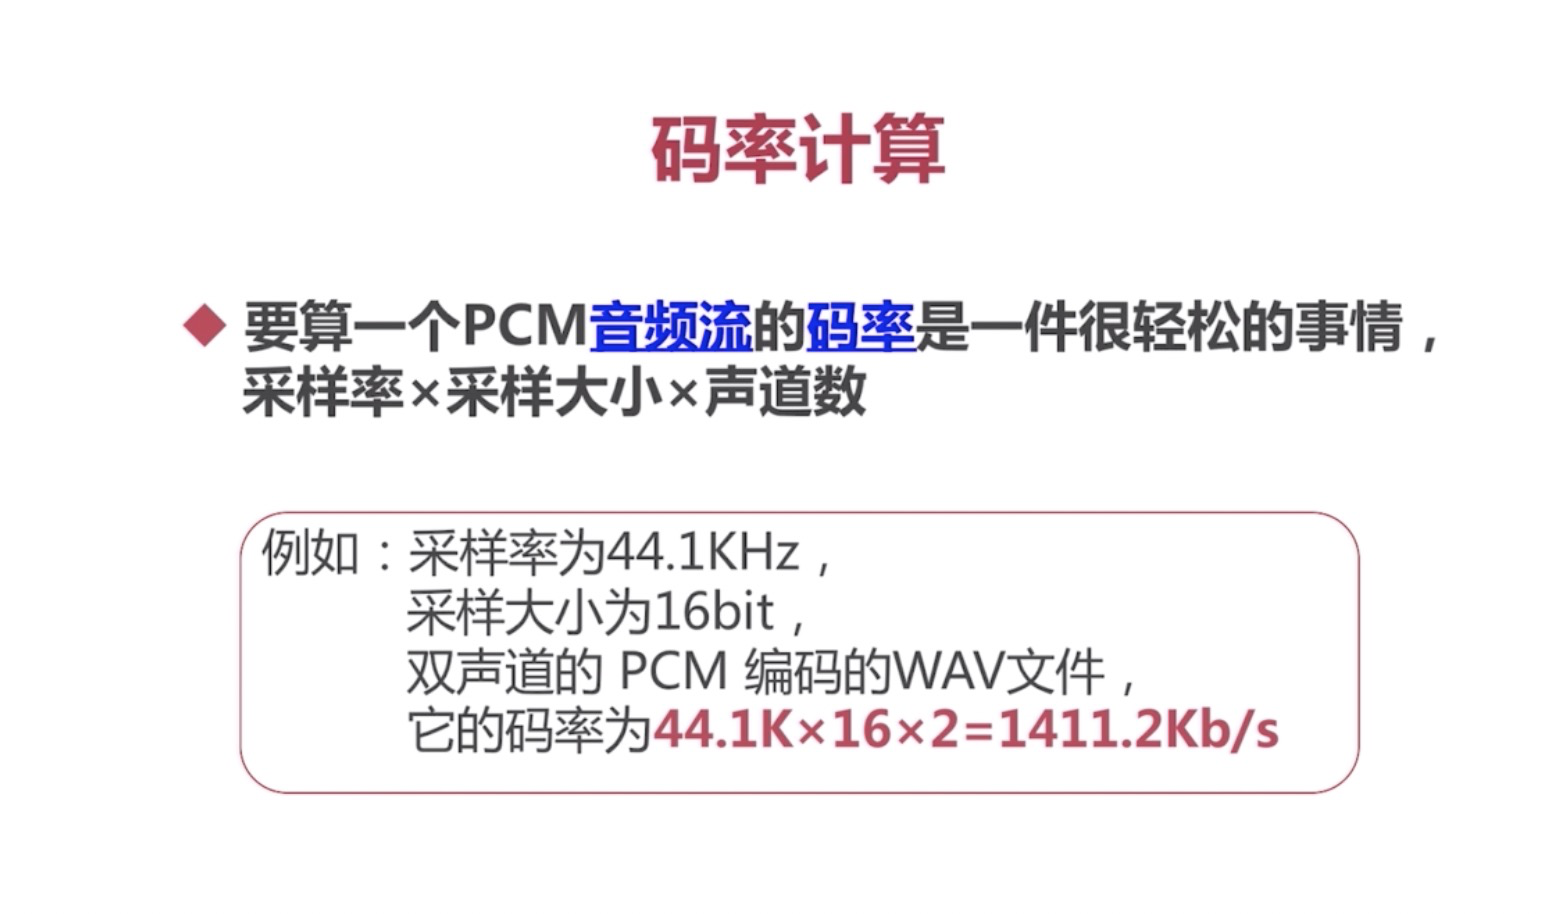 码率计算
要算一个PCM音频流的码率是一件很轻松的事情，
采样率×采样大小×声道数
例如：采样率为44.1KHz，
采样大小为16bit，
双声道的 PCM 编码的WAV文件，
它的码率为44.1K×16×2=1411.2Kb/s